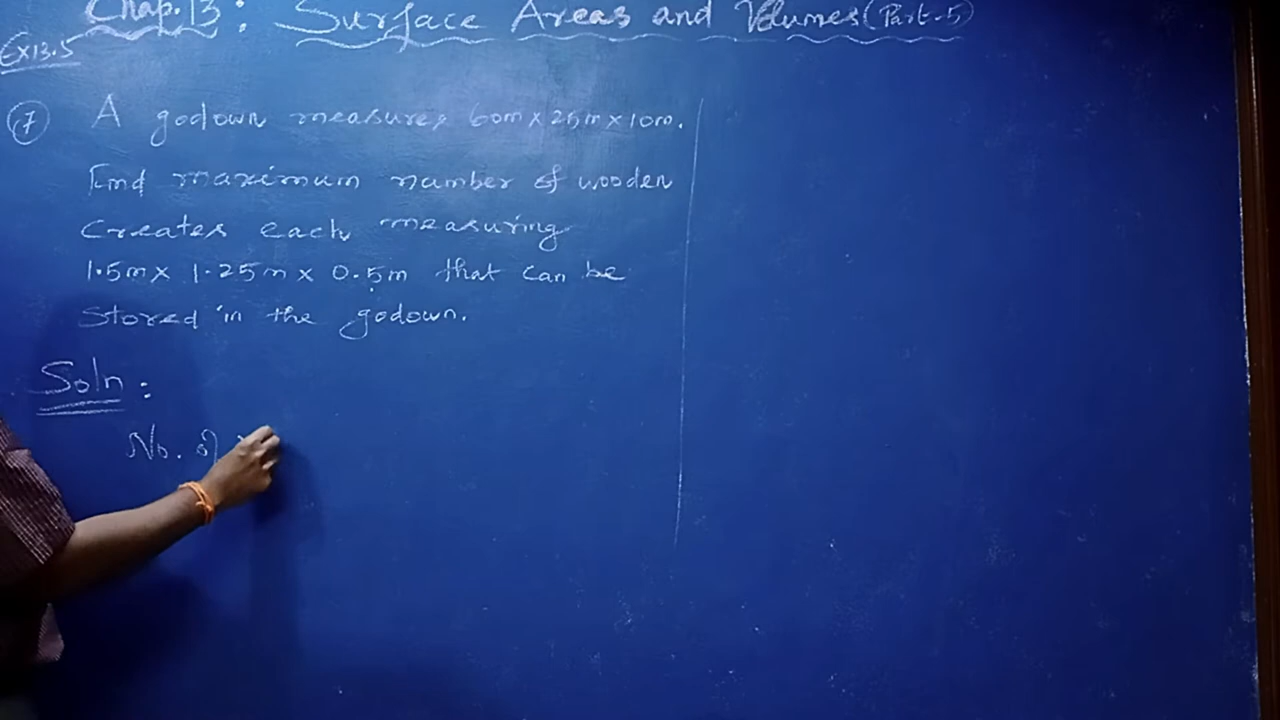 Chap.13: Surface Areas and Volumes (Part-5)
Ex13.5
7 A godown measures 60m x 25m x 10m.
Find maximum number of wooden
Creates each measuring
1.5m x 1.25m x 0.5m that can be
Stored in the godown.
Soln:
No. of